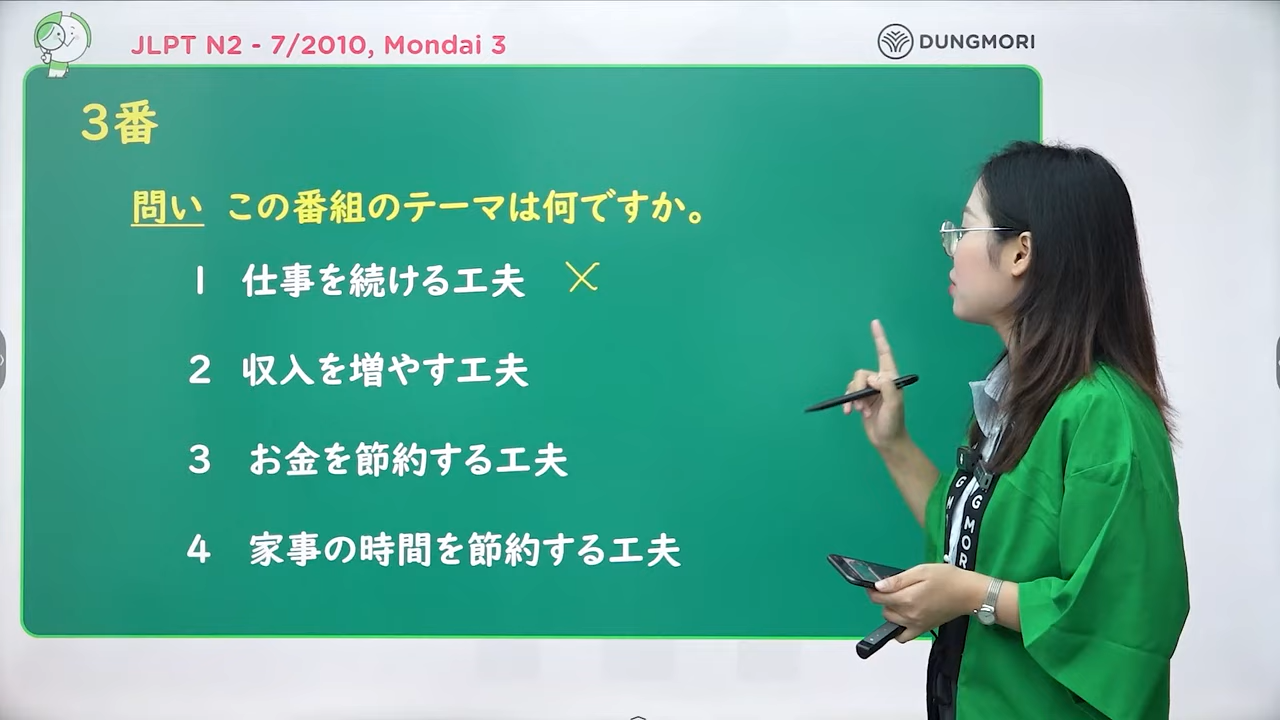 JLPT N2 - 7/2010, Mondai 3
DUNGMORI
3番
問い この番組のテーマは何ですか。
1 仕事を続ける工夫 ×
2 収入を増やす工夫
3 お金を節約する工夫
4 家事の時間を節約する工夫
G MOR